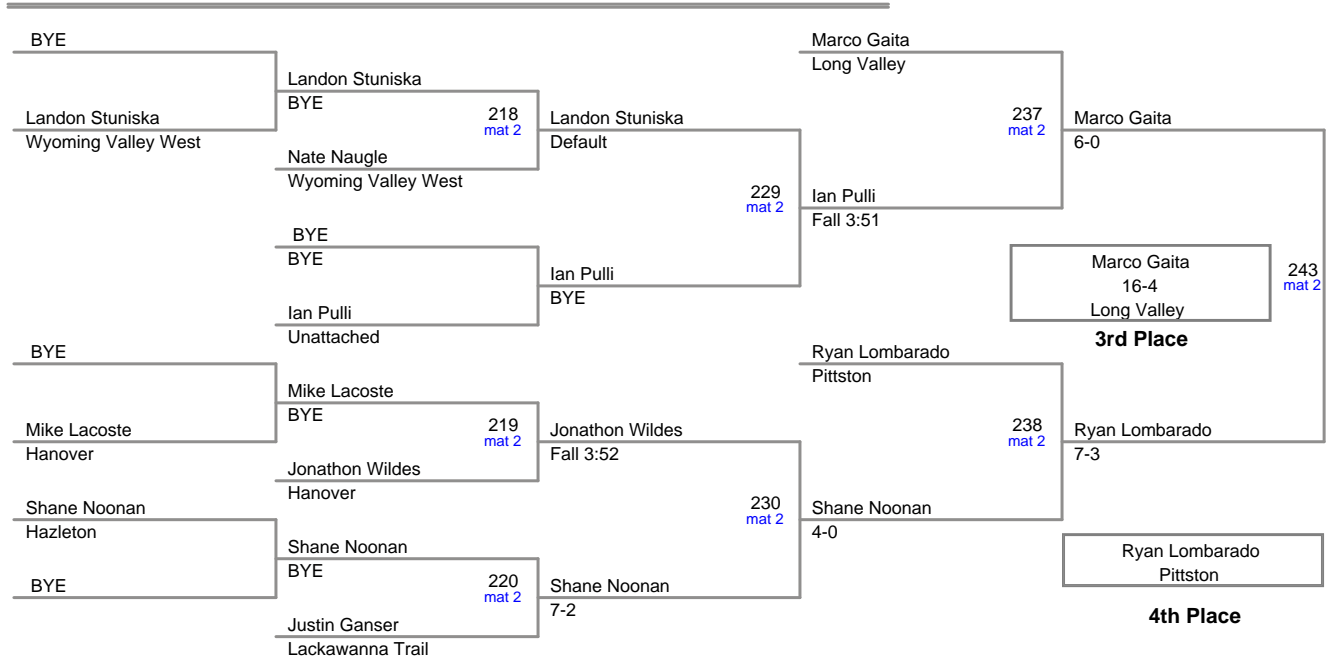 BYE
Landon Stuniska
Wyoming Valley West
Landon Stuniska
BYE
218
mat 2
Nate Naugle
Wyoming Valley West
Landon Stuniska
Default
BYE
BYE
Ian Pulli
Unattached
Ian Pulli
BYE
229
mat 2
Marco Gaita
Long Valley
Ian Pulli
Fall 3:51
237
mat 2
Marco Gaita
6-0
Marco Gaita
16-4
Long Valley
3rd Place
243
mat 2
BYE
Mike Lacoste
Hanover
Mike Lacoste
BYE
219
mat 2
Jonathon Wildes
Hanover
Jonathon Wildes
Fall 3:52
Shane Noonan
Hazleton
BYE
Shane Noonan
BYE
220
mat 2
Justin Ganser
Lackawanna Trail
Shane Noonan
7-2
230
mat 2
Ryan Lombarado
Pittston
Shane Noonan
4-0
238
mat 2
Ryan Lombarado
7-3
Ryan Lombarado
Pittston
4th Place